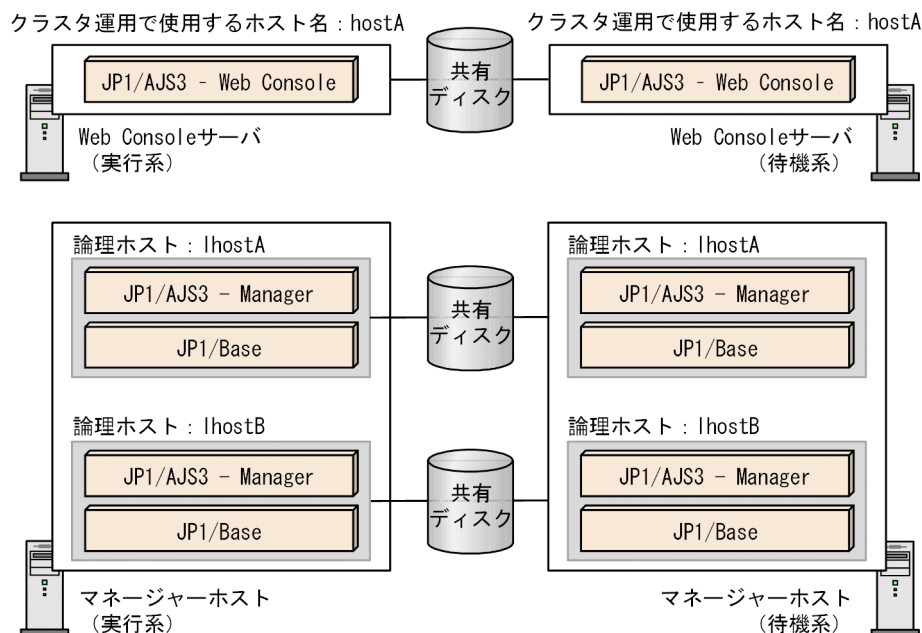 クラスタ運用で使用するホスト名：hostA
クラスタ運用で使用するホスト名：hostA
JP1/AJS3 - Web Console
共有
ディスク
JP1/AJS3 - Web Console
Web Consoleサーバ
（実行系）
Web Consoleサーバ
（待機系）
論理ホスト：lhostA
論理ホスト：lhostA
JP1/AJS3 - Manager
共有
ディスク
JP1/AJS3 - Manager
JP1/Base
JP1/Base
論理ホスト：lhostB
論理ホスト：lhostB
JP1/AJS3 - Manager
共有
ディスク
JP1/AJS3 - Manager
JP1/Base
JP1/Base
マネージャーホスト
（実行系）
マネージャーホスト
（待機系）